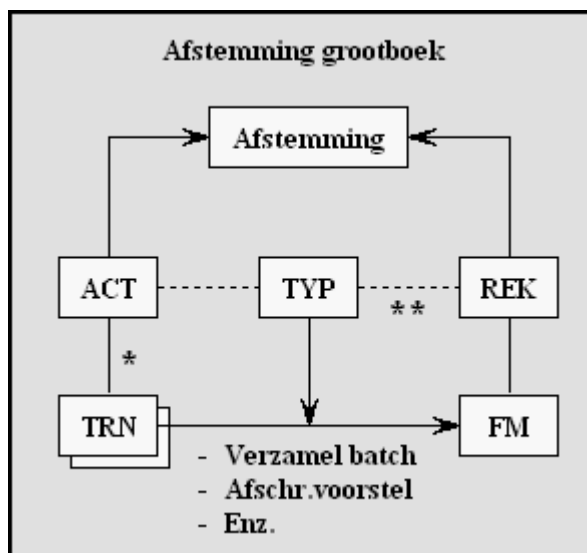 Afstemming grootboek
Afstemming
ACT
TYP
REK
**
*
TRN
FM
- Verzamel batch
- Afschr.voorstel
- Enz.